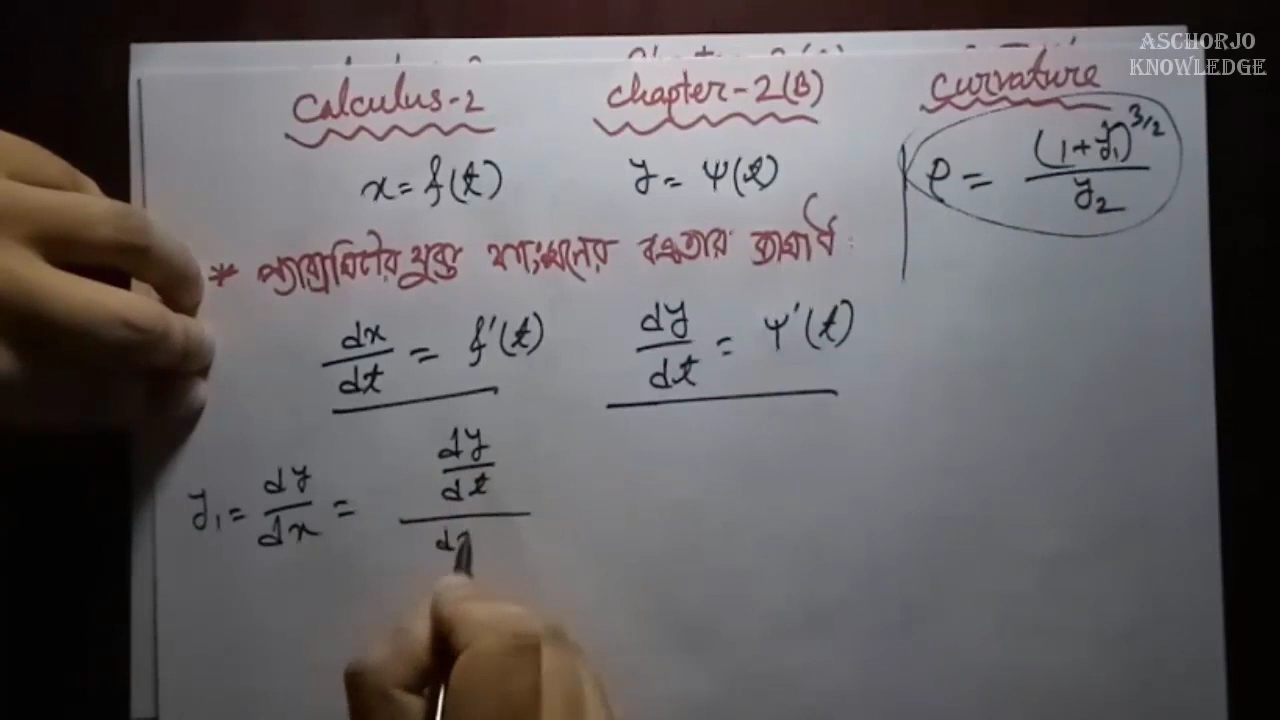 ASCHORJO
KNOWLEDGE
Calculus-2 Chapter-2(B) Curvature
x = f(t) y = ψ(t) ρ = (1+y₁²)^3/2 / y₂
* প্যারামিটার যুক্ত ফাংশনের বক্রতার ব্যাসার্ধ :
dx/dt = f′(t) dy/dt = ψ′(t)
y₁ = dy/dx = dy/dt